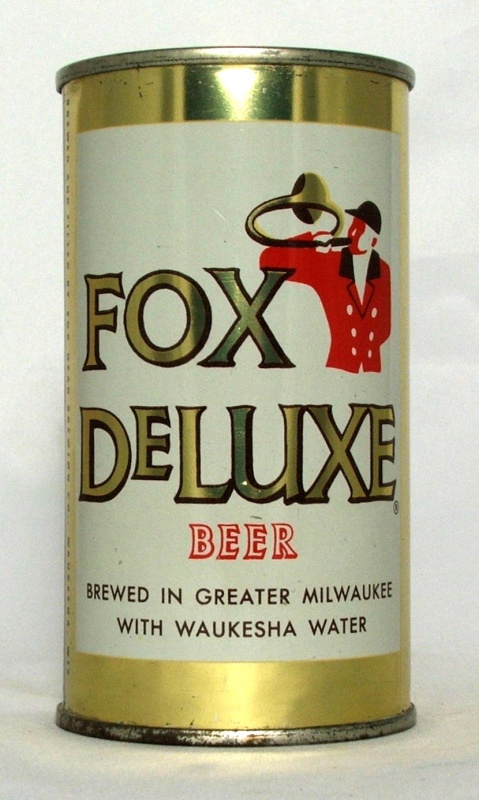 FOX
DELUXE
®
BEER
BREWED IN GREATER MILWAUKEE
WITH WAUKESHA WATER